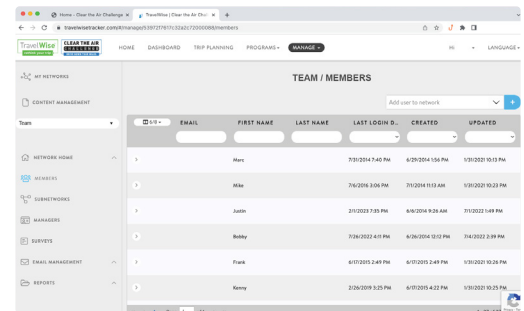 Home - Clear the Air Challenge
TravelWise | Clear the Air Chal
travelwisetracker.com/#/manage/53972f7617c32a2c72000088/members
TravelWise
CLEAR THE AIR
CHALLENGE
HOME DASHBOARD TRIP PLANNING PROGRAMS MANAGE Hi LANGUAGE
MY NETWORKS
CONTENT MANAGEMENT
Team
NETWORK HOME
MEMBERS
SUBNETWORKS
MANAGERS
SURVEYS
EMAIL MANAGEMENT
REPORTS
TEAM / MEMBERS
Add user to network +
6/8 EMAIL FIRST NAME LAST NAME LAST LOGIN D... CREATED UPDATED
Marc 7/31/2014 7:40 PM 6/29/2014 1:56 PM 1/31/2021 10:13 PM
Mike 7/6/2016 3:06 PM 7/1/2014 11:13 AM 1/31/2021 10:23 PM
Justin 2/1/2023 7:35 PM 6/6/2014 9:26 AM 7/1/2022 1:49 PM
Bobby 7/26/2022 4:11 PM 6/26/2014 12:12 PM 7/4/2022 2:39 PM
Frank 6/17/2015 2:49 PM 6/17/2015 2:49 PM 1/31/2021 10:26 PM
Kenny 2/26/2019 3:25 PM 6/17/2015 4:22 PM 1/31/2021 10:25 PM